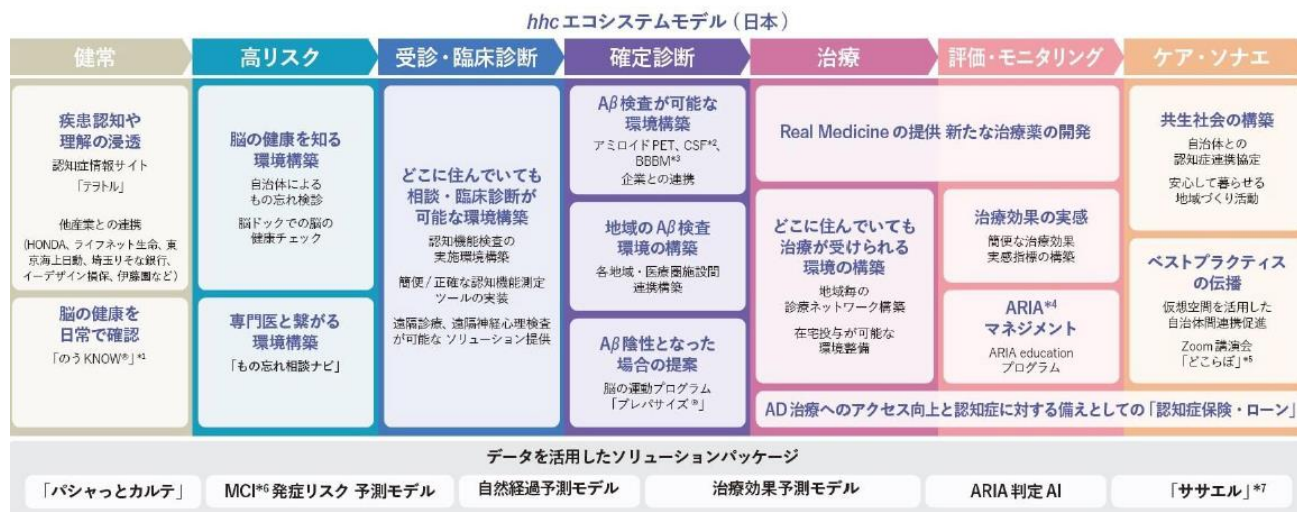 hhcエコシステムモデル（日本）
健常
高リスク
受診・臨床診断
確定診断
治療
評価・モニタリング
ケア・ソナエ
疾患認知や
理解の浸透
認知症情報サイト
「テヲトル」
他産業との連携
(HONDA、ライフネット生命、東
京海上日動、埼玉りそな銀行、
イーデザイン損保、伊藤園など)
脳の健康を
日常で確認
「のうKNOW®」*1
脳の健康を知る
環境構築
自治体による
もの忘れ検診
脳ドックでの脳の
健康チェック
専門医と繋がる
環境構築
「もの忘れ相談ナビ」
どこに住んでいても
相談・臨床診断が
可能な環境構築
認知機能検査の
実施環境構築
簡便/正確な認知機能測定
ツールの実装
遠隔診療、遠隔神経心理検査
が可能な ソリューション提供
Aβ検査が可能な
環境構築
アミロイドPET、CSF*2、
BBBM*3
企業との連携
地域のAβ検査
環境の構築
各地域・医療圏施設間
連携構築
Aβ陰性となった
場合の提案
脳の運動プログラム
「プレパサイズ®」
Real Medicineの提供 新たな治療薬の開発
どこに住んでいても
治療が受けられる
環境の構築
地域毎の
診療ネットワーク構築
在宅投与が可能な
環境整備
治療効果の実感
簡便な治療効果
実感指標の構築
ARIA*4
マネジメント
ARIA education
プログラム
共生社会の構築
自治体との
認知症連携協定
安心して暮らせる
地域づくり活動
ベストプラクティス
の伝播
仮想空間を活用した
自治体間連携促進
Zoom講演会
「どこらぼ」*5
AD治療へのアクセス向上と認知症に対する備えとしての「認知症保険・ローン」
データを活用したソリューションパッケージ
「パシャっとカルテ」
MCI*6発症リスク 予測モデル
自然経過予測モデル
治療効果予測モデル
ARIA判定AI
「ササエル」*7